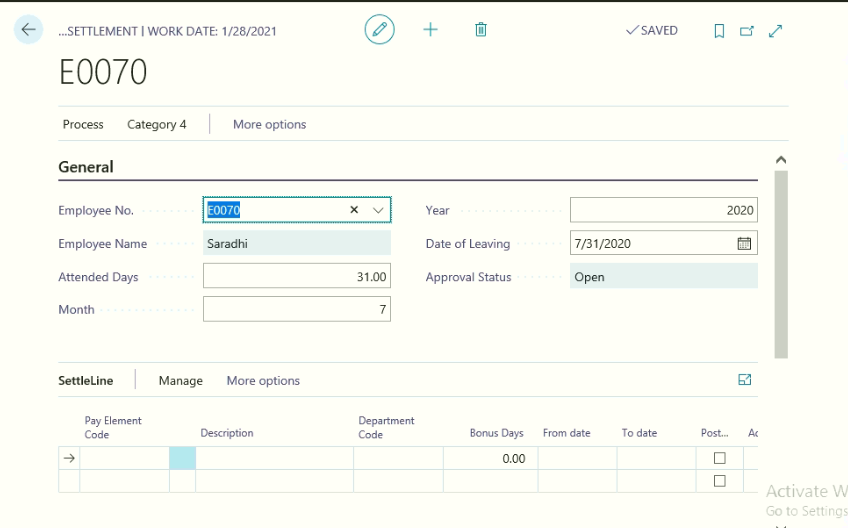 ...SETTLEMENT | WORK DATE: 1/28/2021
SAVED
E0070
Process Category 4 More options
General
Employee No. E0070
Year 2020
Employee Name Saradhi
Date of Leaving 7/31/2020
Attended Days 31.00
Approval Status Open
Month 7
SettleLine Manage More options
Pay Element Code
Description
Department Code
Bonus Days
From date
To date
Post...
Ac
0.00
Activate W
Go to Settings